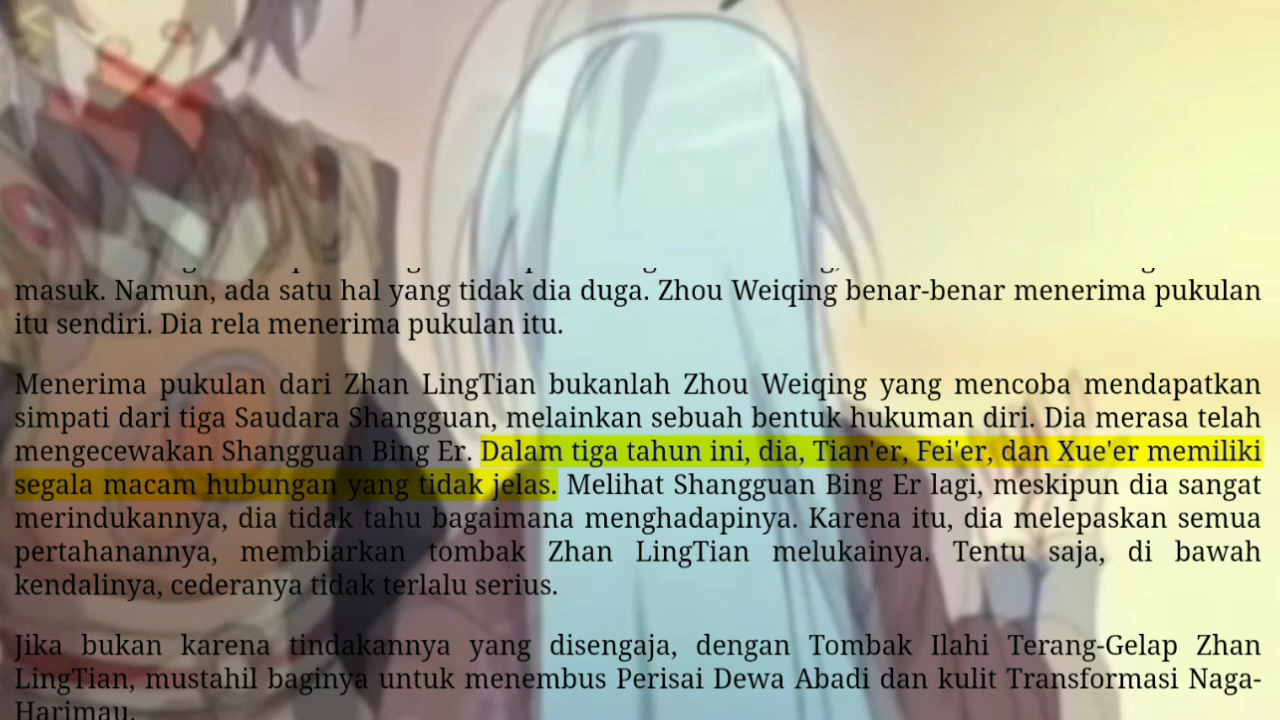 masuk. Namun, ada satu hal yang tidak dia duga. Zhou Weiqing benar-benar menerima pukulan
itu sendiri. Dia rela menerima pukulan itu.
Menerima pukulan dari Zhan LingTian bukanlah Zhou Weiqing yang mencoba mendapatkan
simpati dari tiga Saudara Shangguan, melainkan sebuah bentuk hukuman diri. Dia merasa telah
mengecewakan Shangguan Bing Er. Dalam tiga tahun ini, dia, Tian'er, Fei'er, dan Xue'er memiliki
segala macam hubungan yang tidak jelas. Melihat Shangguan Bing Er lagi, meskipun dia sangat
merindukannya, dia tidak tahu bagaimana menghadapinya. Karena itu, dia melepaskan semua
pertahanannya, membiarkan tombak Zhan LingTian melukainya. Tentu saja, di bawah
kendalinya, cederanya tidak terlalu serius.
Jika bukan karena tindakannya yang disengaja, dengan Tombak Ilahi Terang-Gelap Zhan
LingTian, mustahil baginya untuk menembus Perisai Dewa Abadi dan kulit Transformasi Naga-
Harimau.